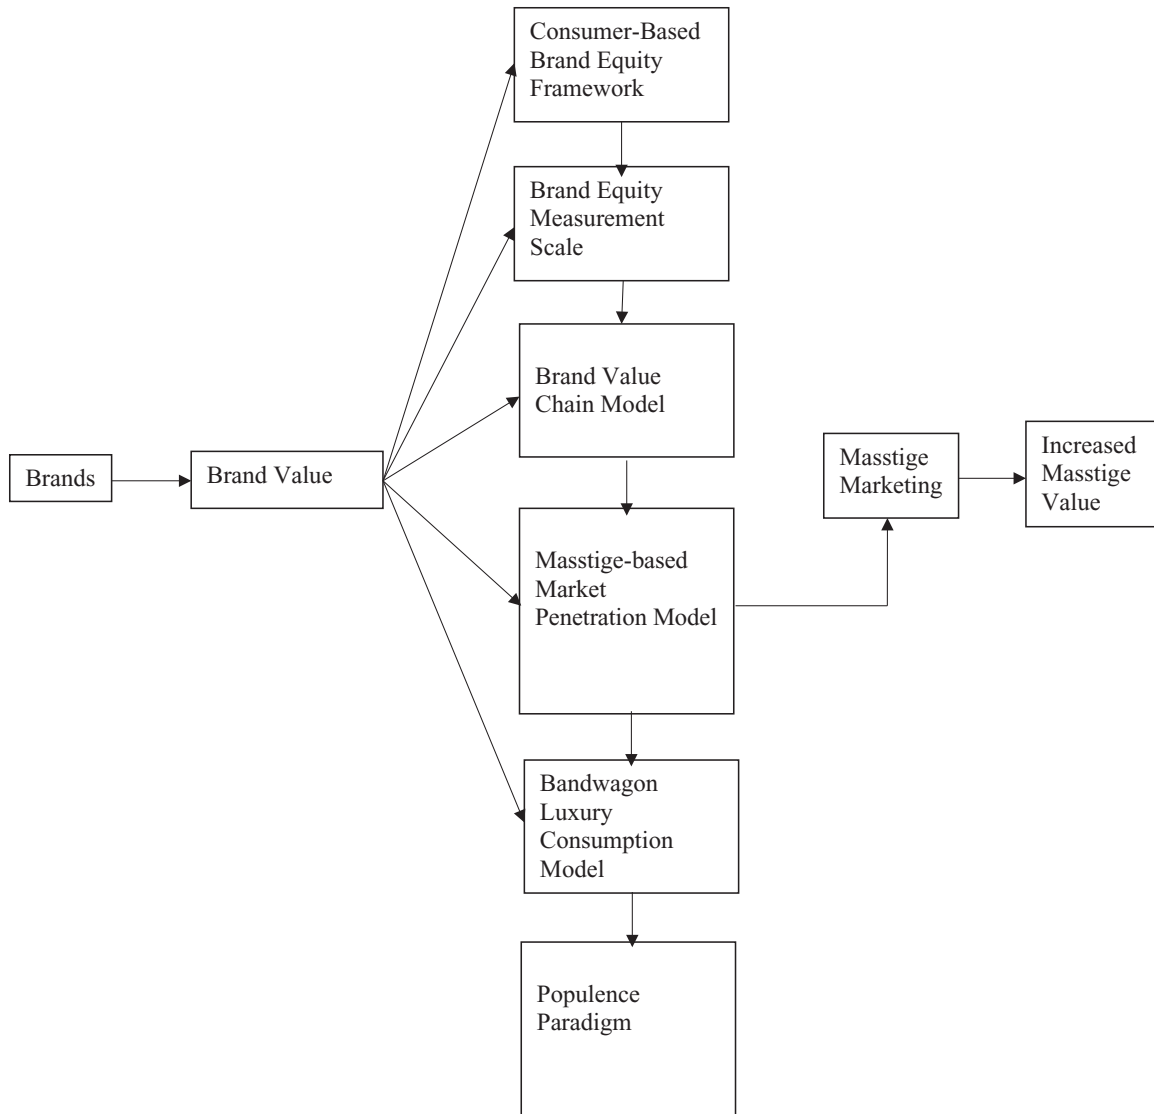 Consumer-Based
Brand Equity
Framework
Brand Equity
Measurement
Scale
Brand Value
Chain Model
Brands
Brand Value
Masstige
Marketing
Increased
Masstige
Value
Masstige-based
Market
Penetration Model
Bandwagon
Luxury
Consumption
Model
Populence
Paradigm